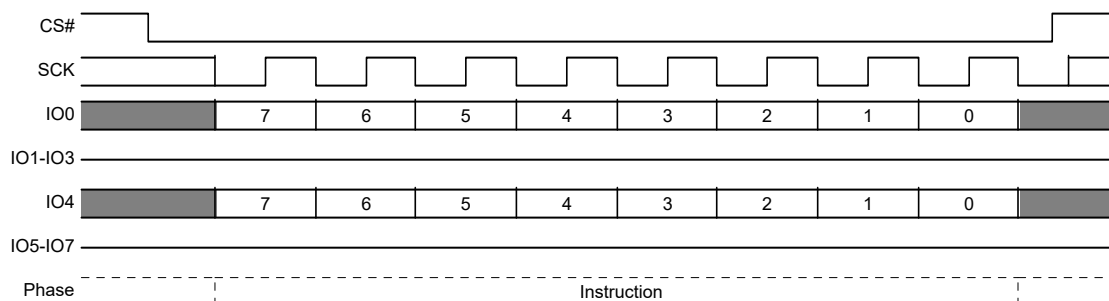 CS#
SCK
IO0 7 6 5 4 3 2 1 0
IO1-IO3
IO4 7 6 5 4 3 2 1 0
IO5-IO7
Phase Instruction